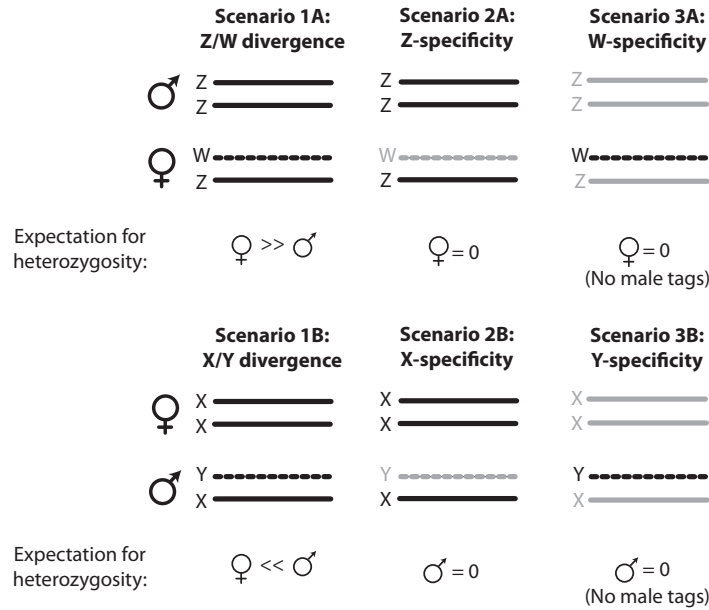 Scenario 1A: Scenario 2A: Scenario 3A:
Z/W divergence Z-specificity W-specificity
♂ Z Z Z
Z Z Z
♀ W W W
Z Z Z
Expectation for
heterozygosity: ♀ >> ♂ ♀ = 0 ♀ = 0
(No male tags)
Scenario 1B: Scenario 2B: Scenario 3B:
X/Y divergence X-specificity Y-specificity
♀ X X X
X X X
♂ Y Y Y
X X X
Expectation for
heterozygosity: ♀ << ♂ ♂ = 0 ♂ = 0
(No male tags)